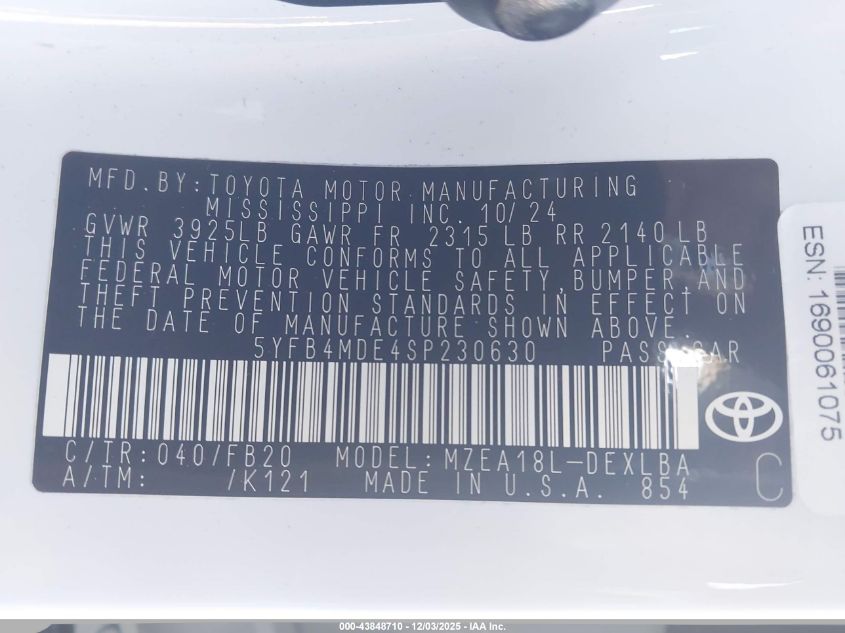 MFD.BY:TOYOTA MOTOR MANUFACTURING
MISSISSIPPI INC. 10/24
GVWR 3925LB GAWR FR 2315 LB RR 2140 LB
THIS VEHICLE CONFORMS TO ALL APPLICABLE
FEDERAL MOTOR VEHICLE SAFETY,BUMPER AND
THEFT PREVENTION STANDARDS IN EFFECT ON
THE DATE OF MANUFACTURE SHOWN ABOVE.
5YFB4MDE4SP230630 PASS CAR
C/TR: 040/FB20 MODEL: MZEA18L-DEXLBA
A/TM: /K121 MADE IN U.S.A. 854
C
ESN: 1690061075
000-43848710 - 12/03/2025 - IAA Inc.